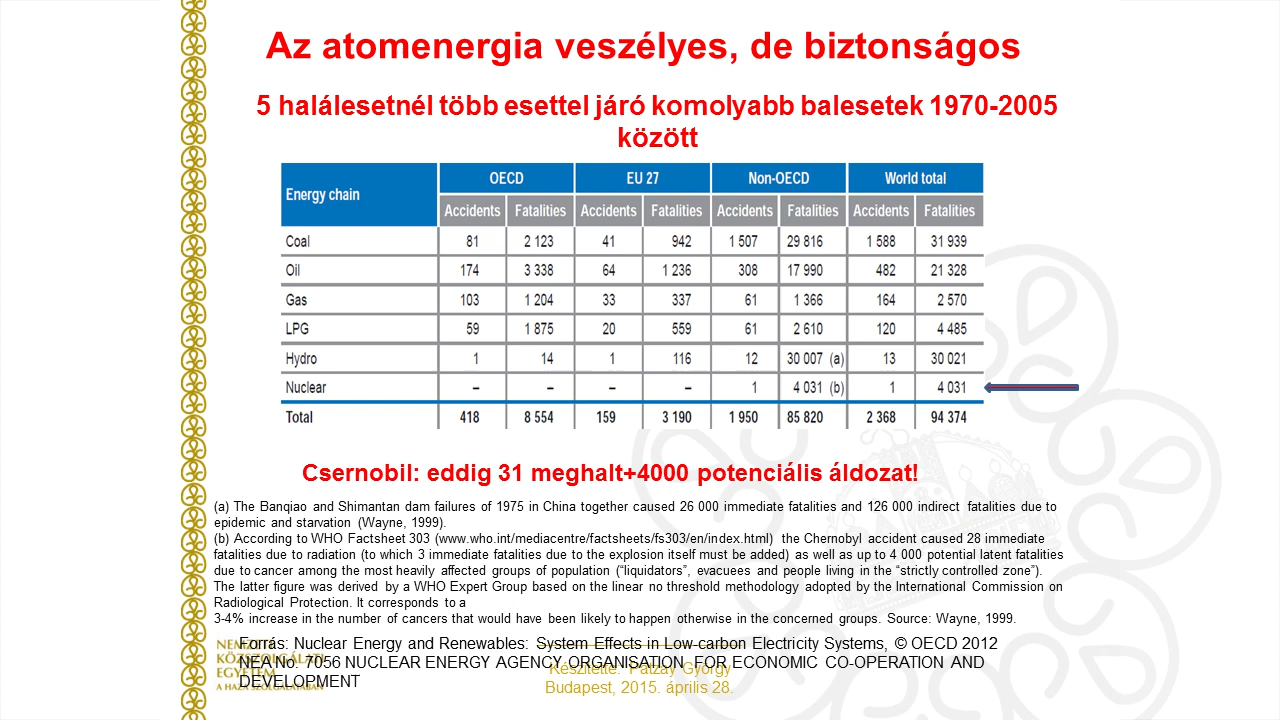 Az atomenergia veszélyes, de biztonságos
5 halálesetnél több esettel járó komolyabb balesetek 1970-2005
között
Energy chain OECD EU 27 Non-OECD World total
Accidents Fatalities Accidents Fatalities Accidents Fatalities Accidents Fatalities
Coal 81 2 123 41 942 1 507 29 816 1 588 31 939
Oil 174 3 338 64 1 236 308 17 990 482 21 328
Gas 103 1 204 33 337 61 1 366 164 2 570
LPG 59 1 875 20 559 61 2 610 120 4 485
Hydro 1 14 1 116 12 30 007 (a) 13 30 021
Nuclear – – – – 1 4 031 (b) 1 4 031
Total 418 8 554 159 3 190 1 950 85 820 2 368 94 374
Csernobil: eddig 31 meghalt+4000 potenciális áldozat!
(a) The Banqiao and Shimantan dam failures of 1975 in China together caused 26 000 immediate fatalities and 126 000 indirect fatalities due to
epidemic and starvation (Wayne, 1999).
(b) According to WHO Factsheet 303 (www.who.int/mediacentre/factsheets/fs303/en/index.html) the Chernobyl accident caused 28 immediate
fatalities due to radiation (to which 3 immediate fatalities due to the explosion itself must be added) as well as up to 4 000 potential latent fatalities
due to cancer among the most heavily affected groups of population (“liquidators”, evacuees and people living in the “strictly controlled zone”).
The latter figure was derived by a WHO Expert Group based on the linear no threshold methodology adopted by the International Commission on
Radiological Protection. It corresponds to a
3-4% increase in the number of cancers that would have been likely to happen otherwise in the concerned groups. Source: Wayne, 1999.
Forrás: Nuclear Energy and Renewables: System Effects in Low-carbon Electricity Systems, © OECD 2012
NEA No. 7056 NUCLEAR ENERGY AGENCY ORGANISATION FOR ECONOMIC CO-OPERATION AND
DEVELOPMENT
NEMZETI
KÖZSZOLGÁLATI
EGYETEM
A HAZA SZOLGÁLATÁBAN
Készítette: Pátzay György
Budapest, 2015. április 28.